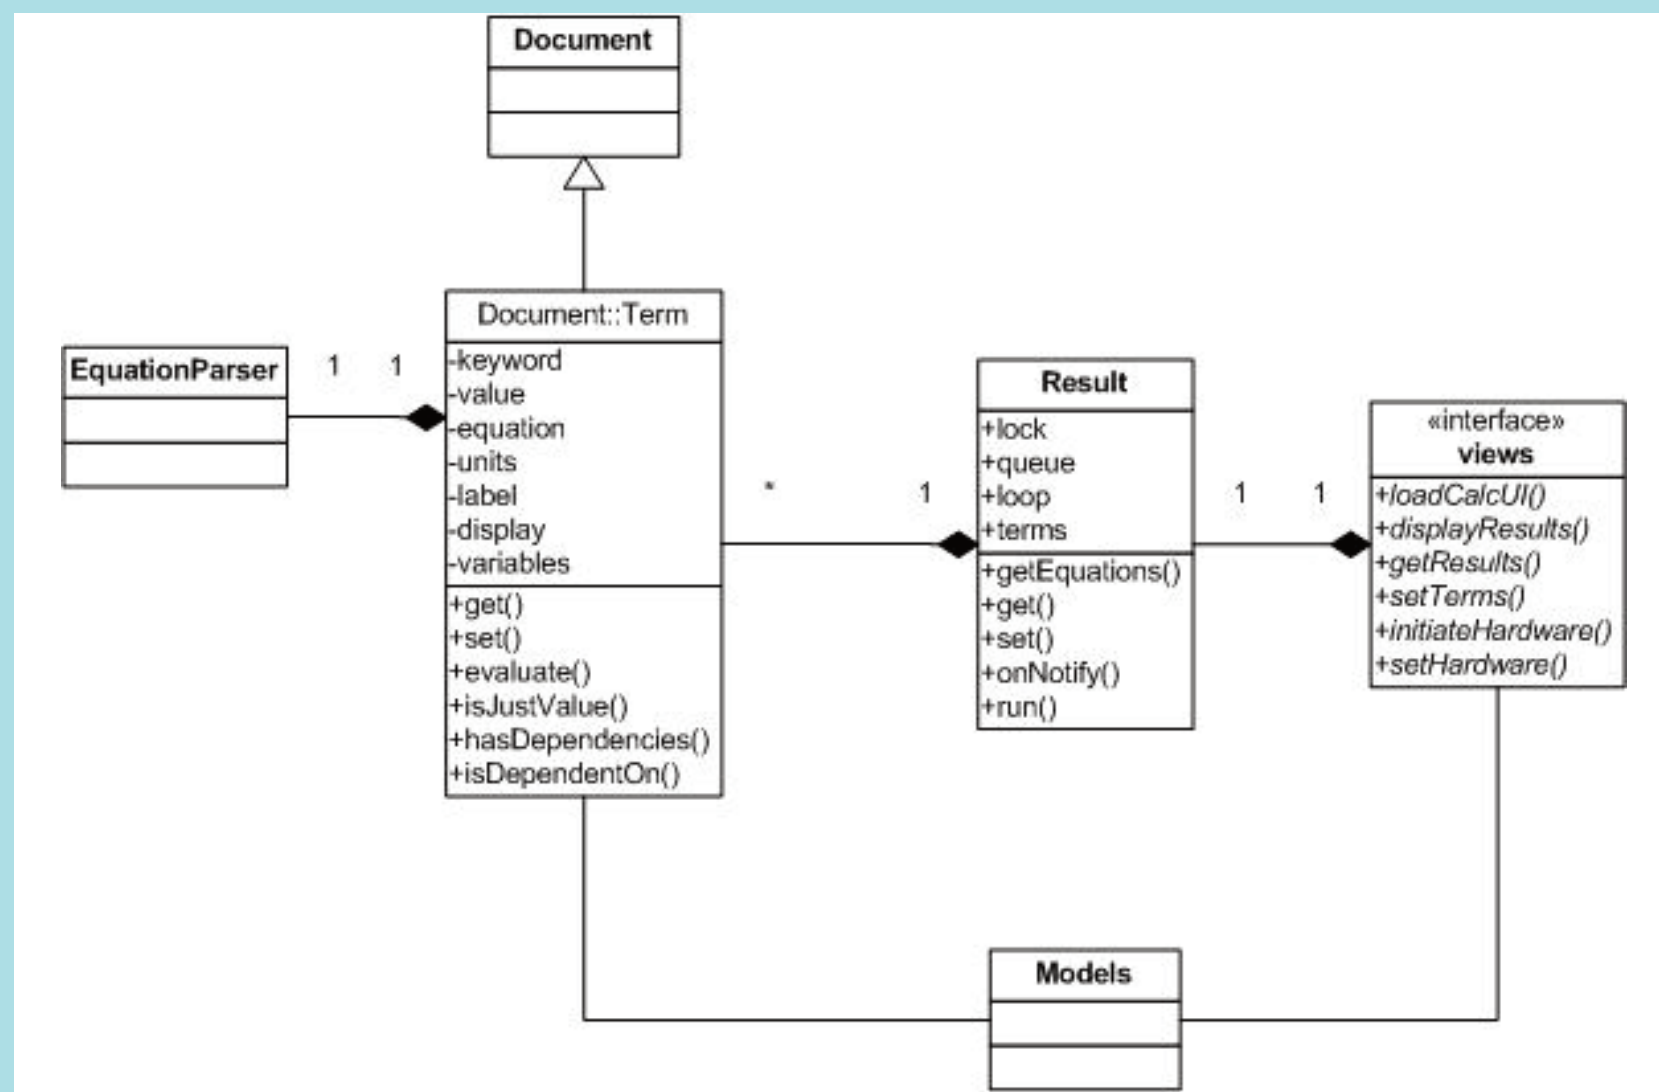 Document
Document::Term
-keyword
-value
-equation
-units
-label
-display
-variables
+get()
+set()
+evaluate()
+isJustValue()
+hasDependencies()
+isDependentOn()
EquationParser
1 1
* 1
Result
+lock
+queue
+loop
+terms
+getEquations()
+get()
+set()
+onNotify()
+run()
1 1
«interface»
views
+loadCalcUI()
+displayResults()
+getResults()
+setTerms()
+initiateHardware()
+setHardware()
Models